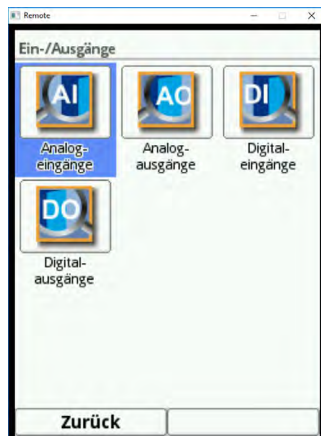 Remote
Ein-/Ausgänge
AI
AO
DI
Analog-
eingänge
Analog-
ausgänge
Digital-
eingänge
DO
Digital-
ausgänge
Zurück